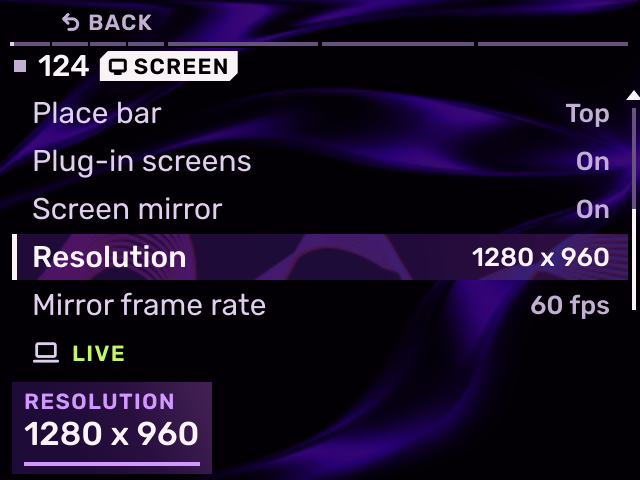 BACK
124 SCREEN
Place bar Top
Plug-in screens On
Screen mirror On
Resolution 1280 x 960
Mirror frame rate 60 fps
LIVE
RESOLUTION
1280 x 960